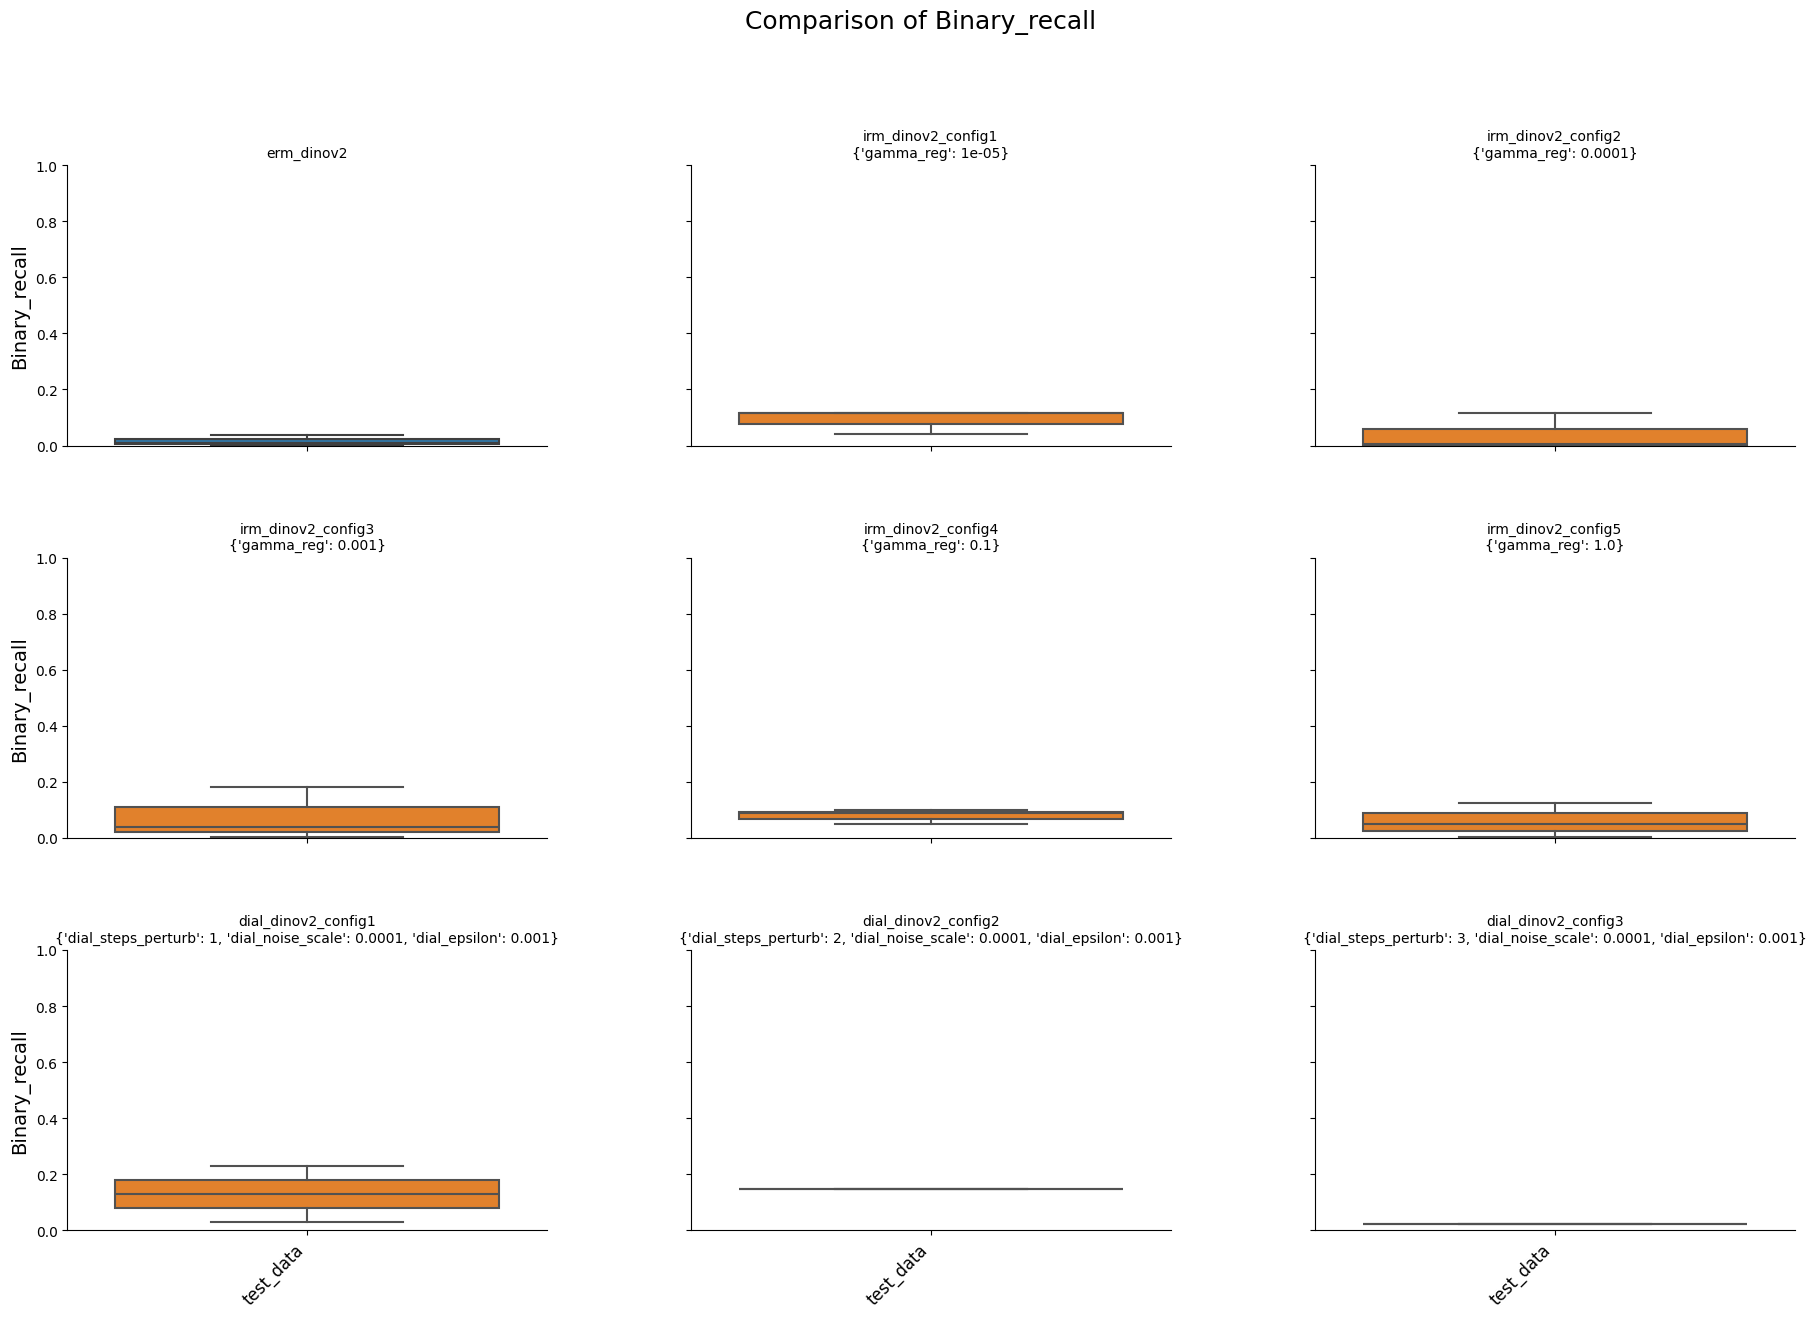 Comparison of Binary_recall
erm_dinov2
irm_dinov2_config1
{'gamma_reg': 1e-05}
irm_dinov2_config2
{'gamma_reg': 0.0001}
1.0
0.8
0.6
0.4
0.2
0.0
Binary_recall
irm_dinov2_config3
{'gamma_reg': 0.001}
irm_dinov2_config4
{'gamma_reg': 0.1}
irm_dinov2_config5
{'gamma_reg': 1.0}
1.0
0.8
0.6
0.4
0.2
0.0
Binary_recall
dial_dinov2_config1
{'dial_steps_perturb': 1, 'dial_noise_scale': 0.0001, 'dial_epsilon': 0.001}
dial_dinov2_config2
{'dial_steps_perturb': 2, 'dial_noise_scale': 0.0001, 'dial_epsilon': 0.001}
dial_dinov2_config3
{'dial_steps_perturb': 3, 'dial_noise_scale': 0.0001, 'dial_epsilon': 0.001}
1.0
0.8
0.6
0.4
0.2
0.0
Binary_recall
test_data
test_data
test_data